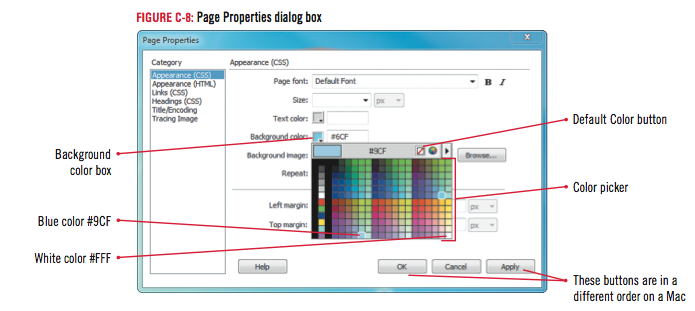 FIGURE C-8: Page Properties dialog box
Page Properties
x
Category
Appearance (CSS)
Appearance (HTML)
Links (CSS)
Headings (CSS)
Title/Encoding
Tracing Image
Appearance (CSS)
Page font: Default Font B I
Size: px
Text color:
Background color: #6CF
#9CF
Background image: Browse...
Repeat:
Left margin: px
Top margin: px
Help OK Cancel Apply
Background
color box
Blue color #9CF
White color #FFF
Default Color button
Color picker
These buttons are in a
different order on a Mac